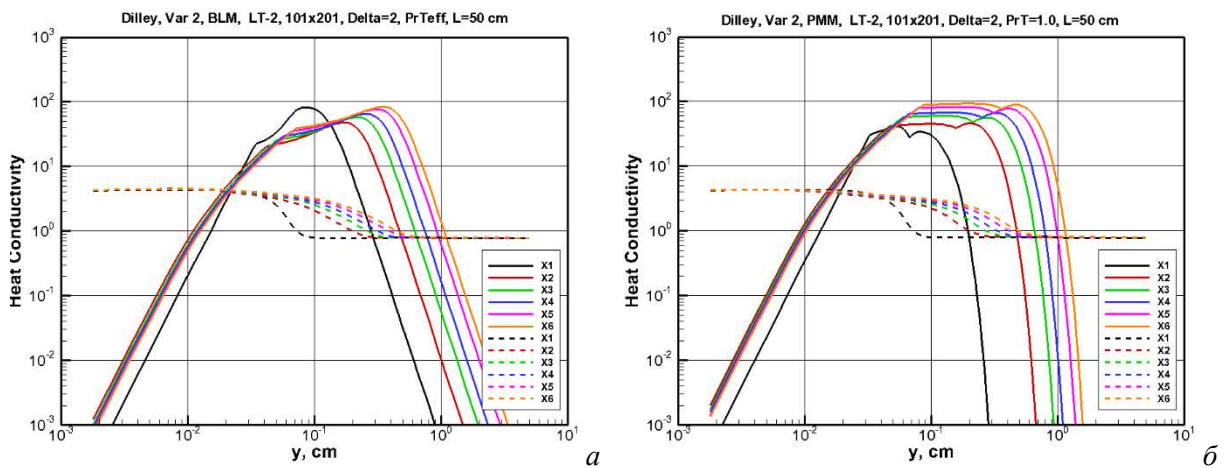 Dilley, Var 2, BLM, LT-2, 101x201, Delta=2, PrTeff, L=50 cm
10³
10²
10¹
10⁰
10⁻¹
10⁻²
10⁻³
Heat Conductivity
X1
X2
X3
X4
X5
X6
X1
X2
X3
X4
X5
X6
10⁻³
10⁻²
10⁻¹
10⁰
10¹
y, cm
а
Dilley, Var 2, PMM, LT-2, 101x201, Delta=2, PrT=1.0, L=50 cm
10³
10²
10¹
10⁰
10⁻¹
10⁻²
10⁻³
Heat Conductivity
X1
X2
X3
X4
X5
X6
X1
X2
X3
X4
X5
X6
10⁻³
10⁻²
10⁻¹
10⁰
10¹
y, cm
б